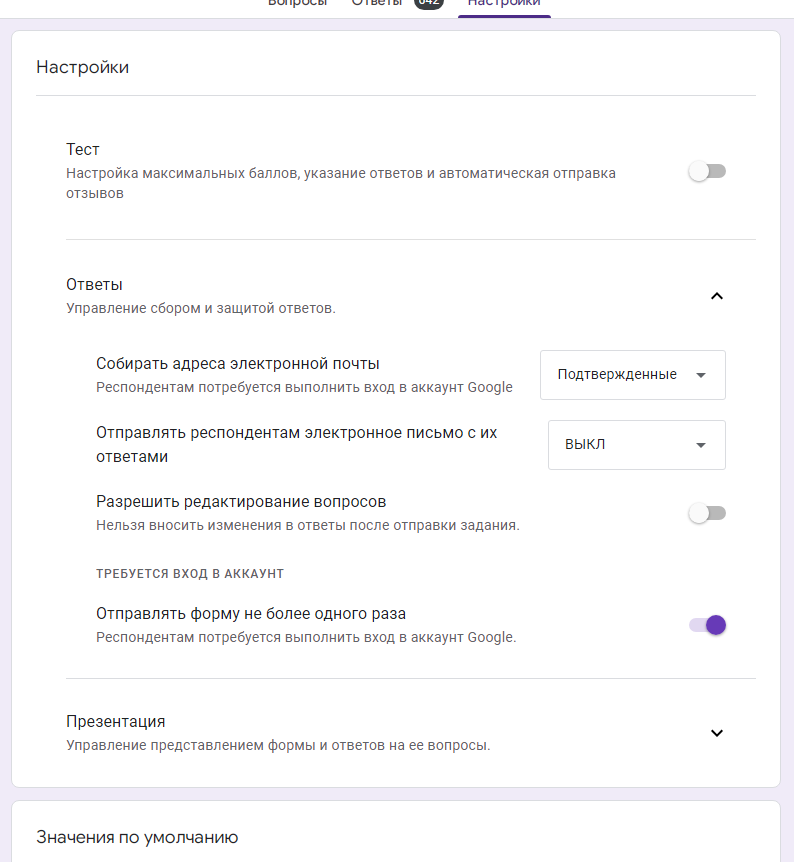 Вопросы Ответы 642 Настройки
Настройки
Тест
Настройка максимальных баллов, указание ответов и автоматическая отправка
отзывов
Ответы
Управление сбором и защитой ответов.
Собирать адреса электронной почты
Респондентам потребуется выполнить вход в аккаунт Google
Подтвержденные
Отправлять респондентам электронное письмо с их
ответами
ВЫКЛ
Разрешить редактирование вопросов
Нельзя вносить изменения в ответы после отправки задания.
ТРЕБУЕТСЯ ВХОД В АККАУНТ
Отправлять форму не более одного раза
Респондентам потребуется выполнить вход в аккаунт Google.
Презентация
Управление представлением формы и ответов на ее вопросы.
Значения по умолчанию